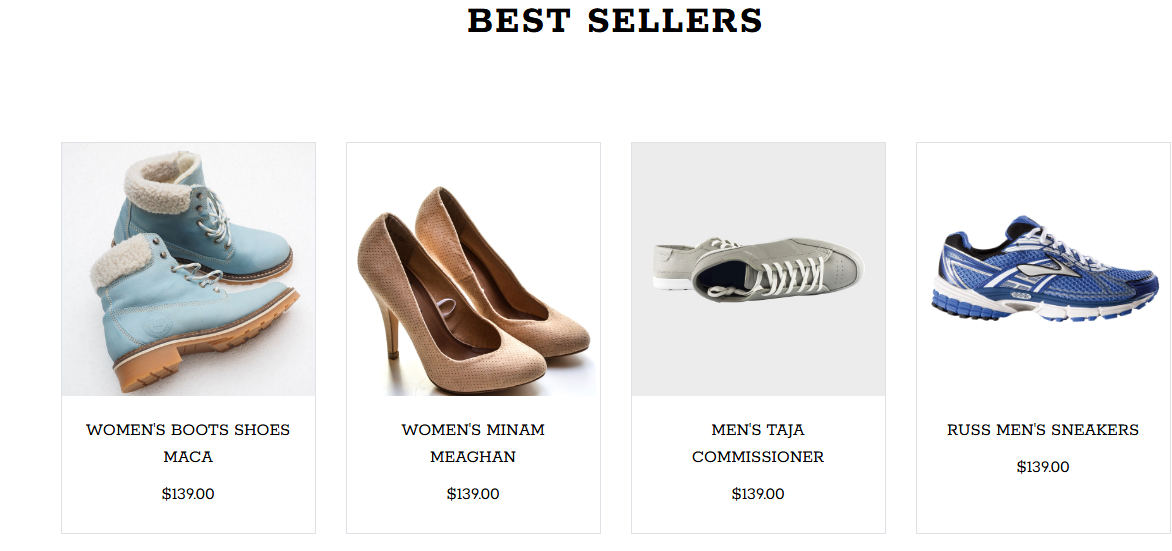 BEST SELLERS
WOMEN'S BOOTS SHOES
MACA
$139.00
WOMEN'S MINAM
MEAGHAN
$139.00
MEN'S TAJA
COMMISSIONER
$139.00
RUSS MEN'S SNEAKERS
$139.00